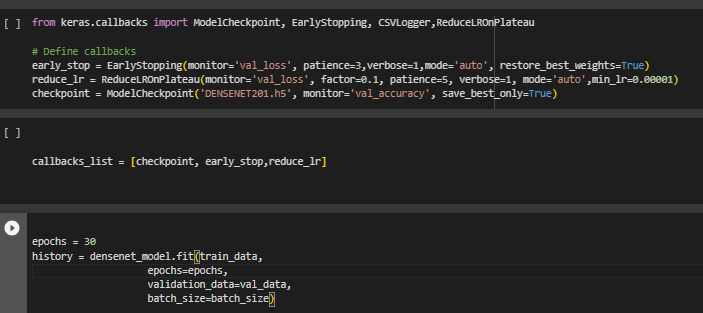 [ ] from keras.callbacks import ModelCheckpoint, EarlyStopping, CSVLogger,ReduceLROnPlateau
# Define callbacks
early_stop = EarlyStopping(monitor='val_loss', patience=3,verbose=1,mode='auto', restore_best_weights=True)
reduce_lr = ReduceLROnPlateau(monitor='val_loss', factor=0.1, patience=5, verbose=1, mode='auto',min_lr=0.00001)
checkpoint = ModelCheckpoint('DENSENET201.h5', monitor='val_accuracy', save_best_only=True)
[ ]
callbacks_list = [checkpoint, early_stop,reduce_lr]
epochs = 30
history = densenet_model.fit(train_data,
epochs=epochs,
validation_data=val_data,
batch_size=batch_size)